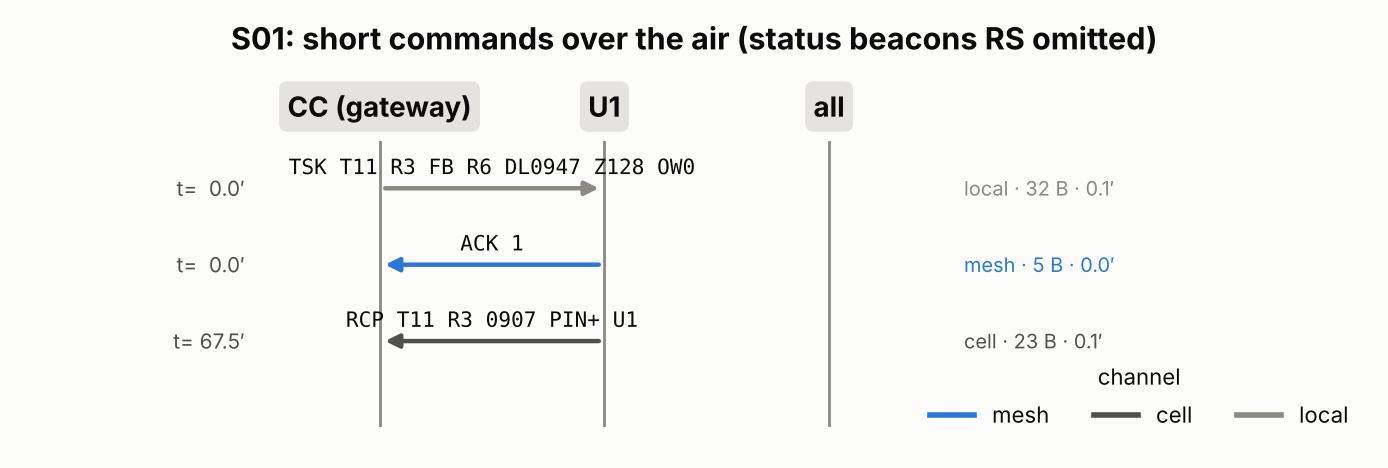 S01: short commands over the air (status beacons RS omitted)
CC (gateway) U1 all
TSK T11 R3 FB R6 DL0947 Z128 OW0
t= 0.0′ local · 32 B · 0.1′
ACK 1
t= 0.0′ mesh · 5 B · 0.0′
RCP T11 R3 0907 PIN+ U1
t= 67.5′ cell · 23 B · 0.1′
channel
mesh cell local